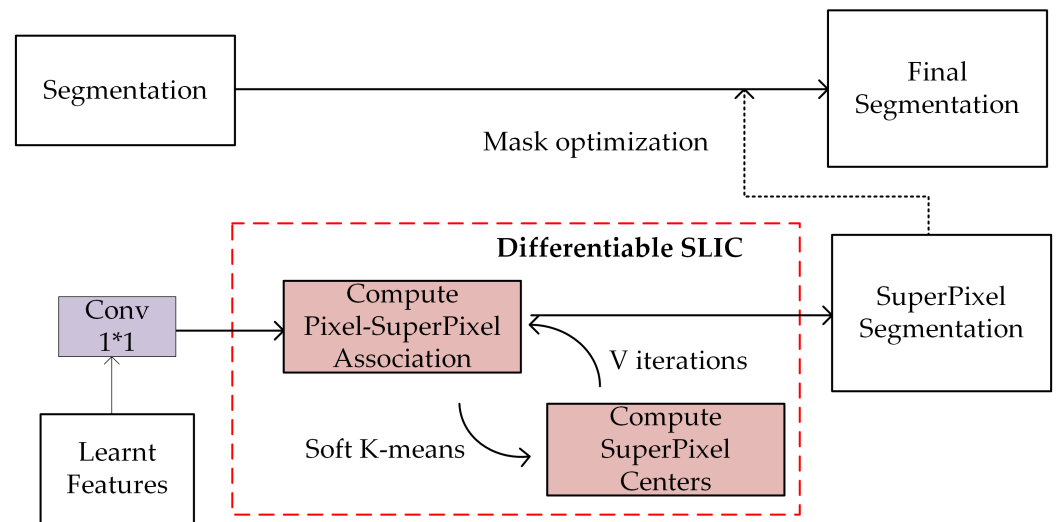 Segmentation
Final
Segmentation
Mask optimization
Differentiable SLIC
Conv
1*1
Compute
Pixel-SuperPixel
Association
SuperPixel
Segmentation
V iterations
Learnt
Features
Soft K-means
Compute
SuperPixel
Centers